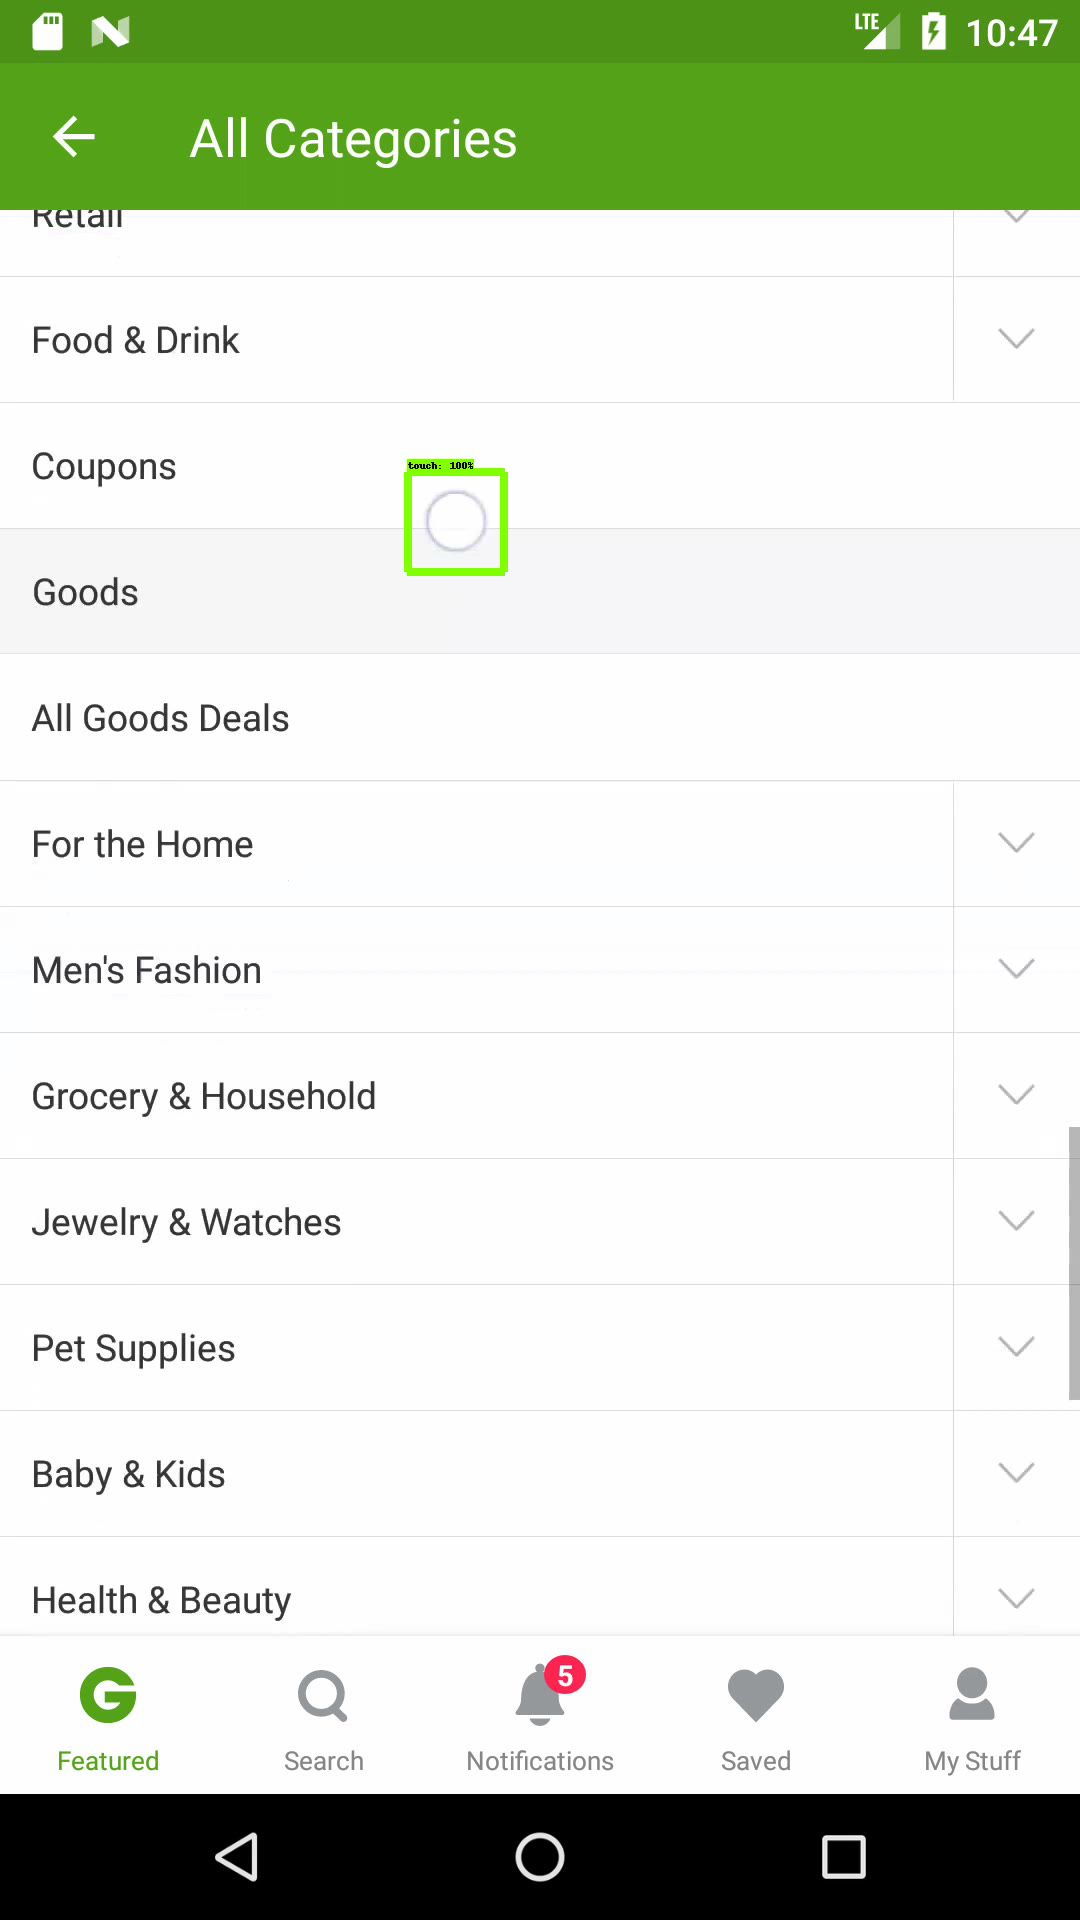 LTE 10:47
All Categories
Retail
Food & Drink
Coupons
touch: 100%
Goods
All Goods Deals
For the Home
Men's Fashion
Grocery & Household
Jewelry & Watches
Pet Supplies
Baby & Kids
Health & Beauty
5
Featured Search Notifications Saved My Stuff